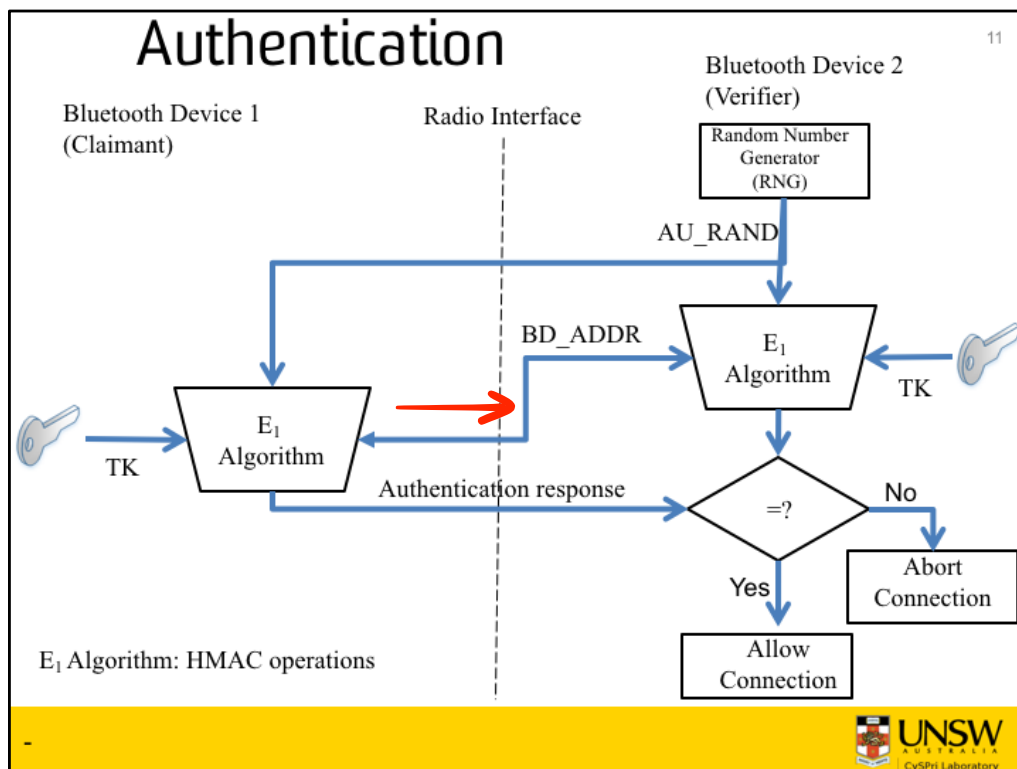 Authentication
11
Bluetooth Device 1
(Claimant)
Radio Interface
Bluetooth Device 2
(Verifier)
Random Number
Generator
(RNG)
AU_RAND
BD_ADDR
E₁
Algorithm
TK
E₁
Algorithm
TK
Authentication response
=?
No
Yes
Abort
Connection
Allow
Connection
E₁ Algorithm: HMAC operations
-
UNSW
AUSTRALIA
CySPri Laboratory